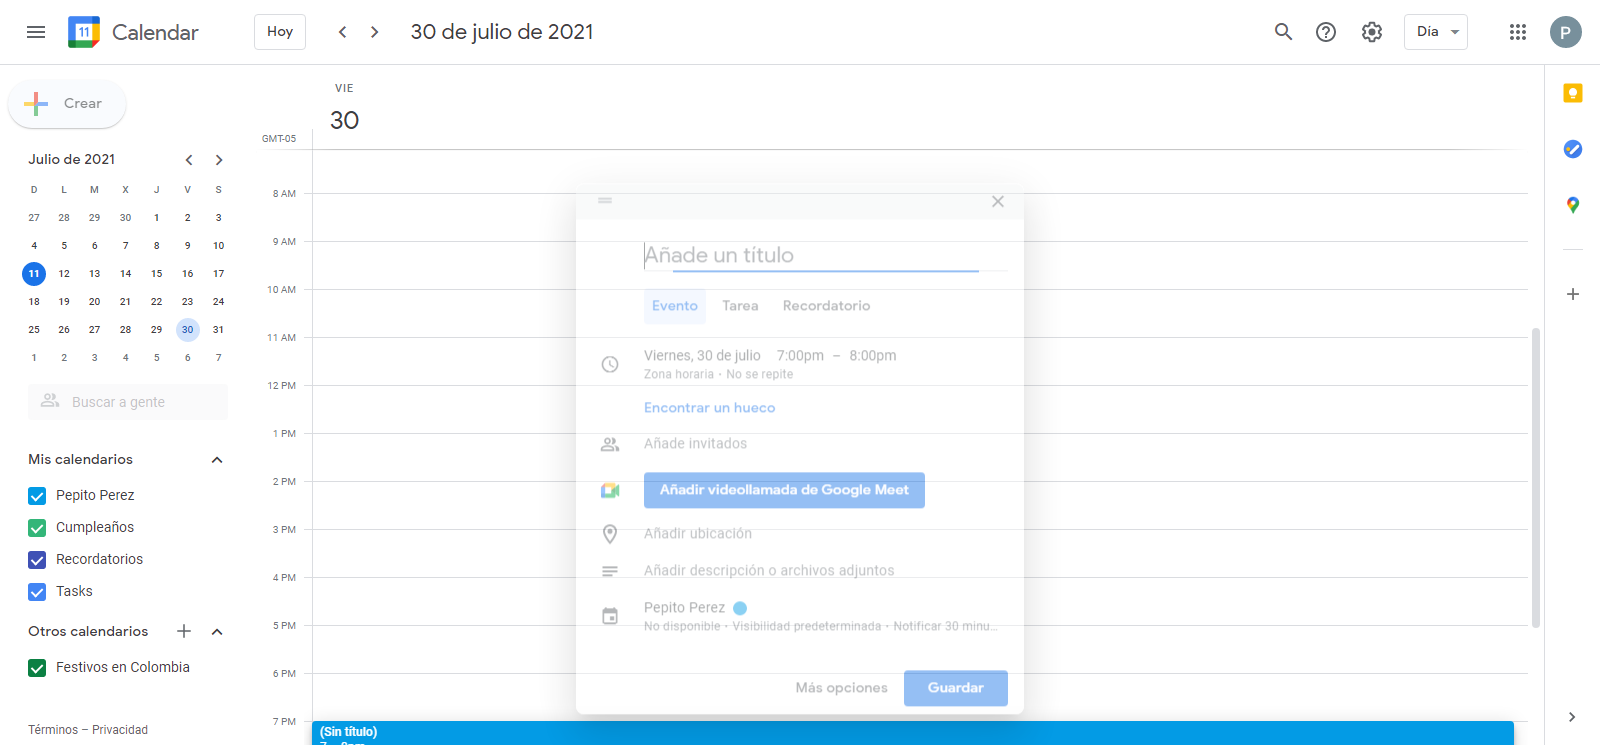 11 Calendar Hoy 30 de julio de 2021 Día P
Crear
Julio de 2021
D L M X J V S
27 28 29 30 1 2 3
4 5 6 7 8 9 10
11 12 13 14 15 16 17
18 19 20 21 22 23 24
25 26 27 28 29 30 31
1 2 3 4 5 6 7
Buscar a gente
Mis calendarios
Pepito Perez
Cumpleaños
Recordatorios
Tasks
Otros calendarios
Festivos en Colombia
Términos – Privacidad
VIE
30
GMT-05
8 AM
9 AM
10 AM
11 AM
12 PM
1 PM
2 PM
3 PM
4 PM
5 PM
6 PM
7 PM
Añade un título
Evento Tarea Recordatorio
Viernes, 30 de julio 7:00pm – 8:00pm
Zona horaria · No se repite
Encontrar un hueco
Añade invitados
Añadir videollamada de Google Meet
Añadir ubicación
Añadir descripción o archivos adjuntos
Pepito Perez
No disponible · Visibilidad predeterminada · Notificar 30 minu...
Más opciones Guardar
(Sin título)
7 – 8pm